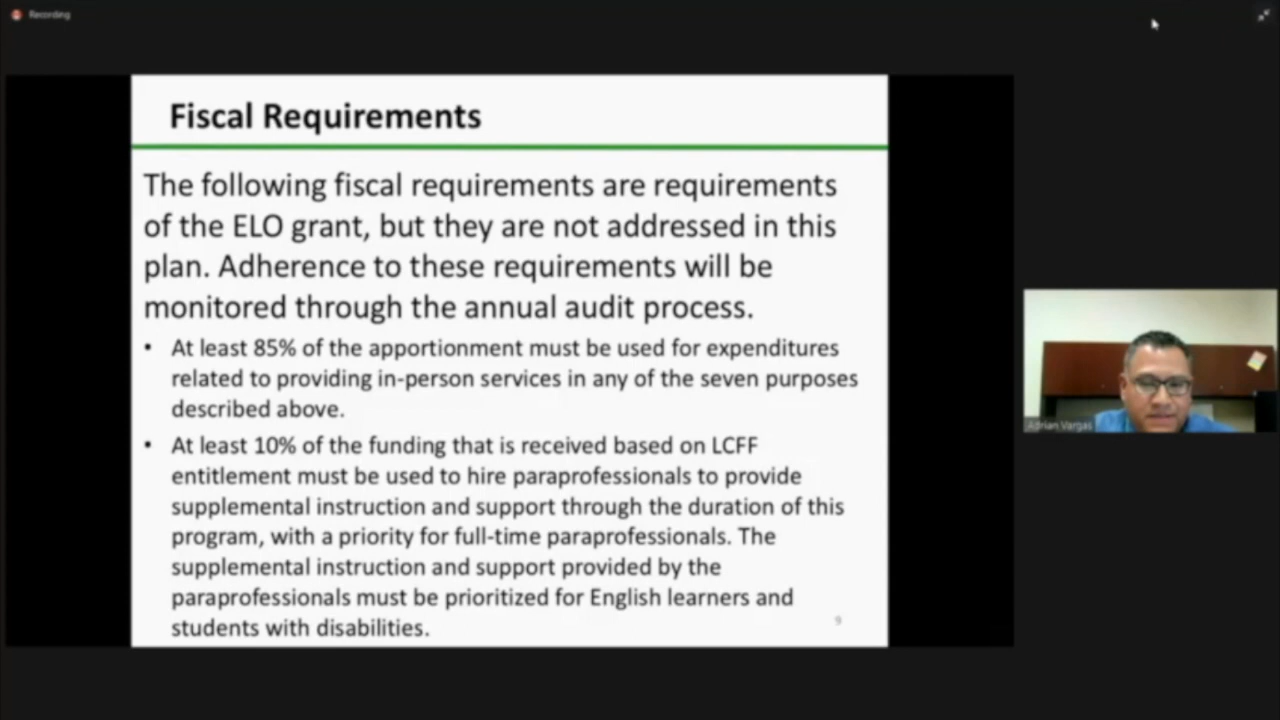 Recording
Fiscal Requirements
The following fiscal requirements are requirements
of the ELO grant, but they are not addressed in this
plan. Adherence to these requirements will be
monitored through the annual audit process.
• At least 85% of the apportionment must be used for expenditures
related to providing in-person services in any of the seven purposes
described above.
• At least 10% of the funding that is received based on LCFF
entitlement must be used to hire paraprofessionals to provide
supplemental instruction and support through the duration of this
program, with a priority for full-time paraprofessionals. The
supplemental instruction and support provided by the
paraprofessionals must be prioritized for English learners and
students with disabilities.
9
Adrian Vargas